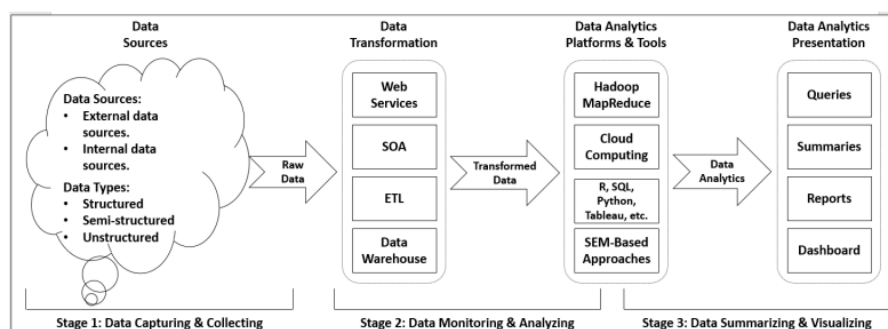 Data
Sources
Data Sources:
• External data
sources.
• Internal data
sources.
Data Types:
• Structured
• Semi-structured
• Unstructured
Raw
Data
Data
Transformation
Web
Services
SOA
ETL
Data
Warehouse
Transformed
Data
Data Analytics
Platforms & Tools
Hadoop
MapReduce
Cloud
Computing
R, SQL,
Python,
Tableau, etc.
SEM-Based
Approaches
Data
Analytics
Data Analytics
Presentation
Queries
Summaries
Reports
Dashboard
Stage 1: Data Capturing & Collecting
Stage 2: Data Monitoring & Analyzing
Stage 3: Data Summarizing & Visualizing